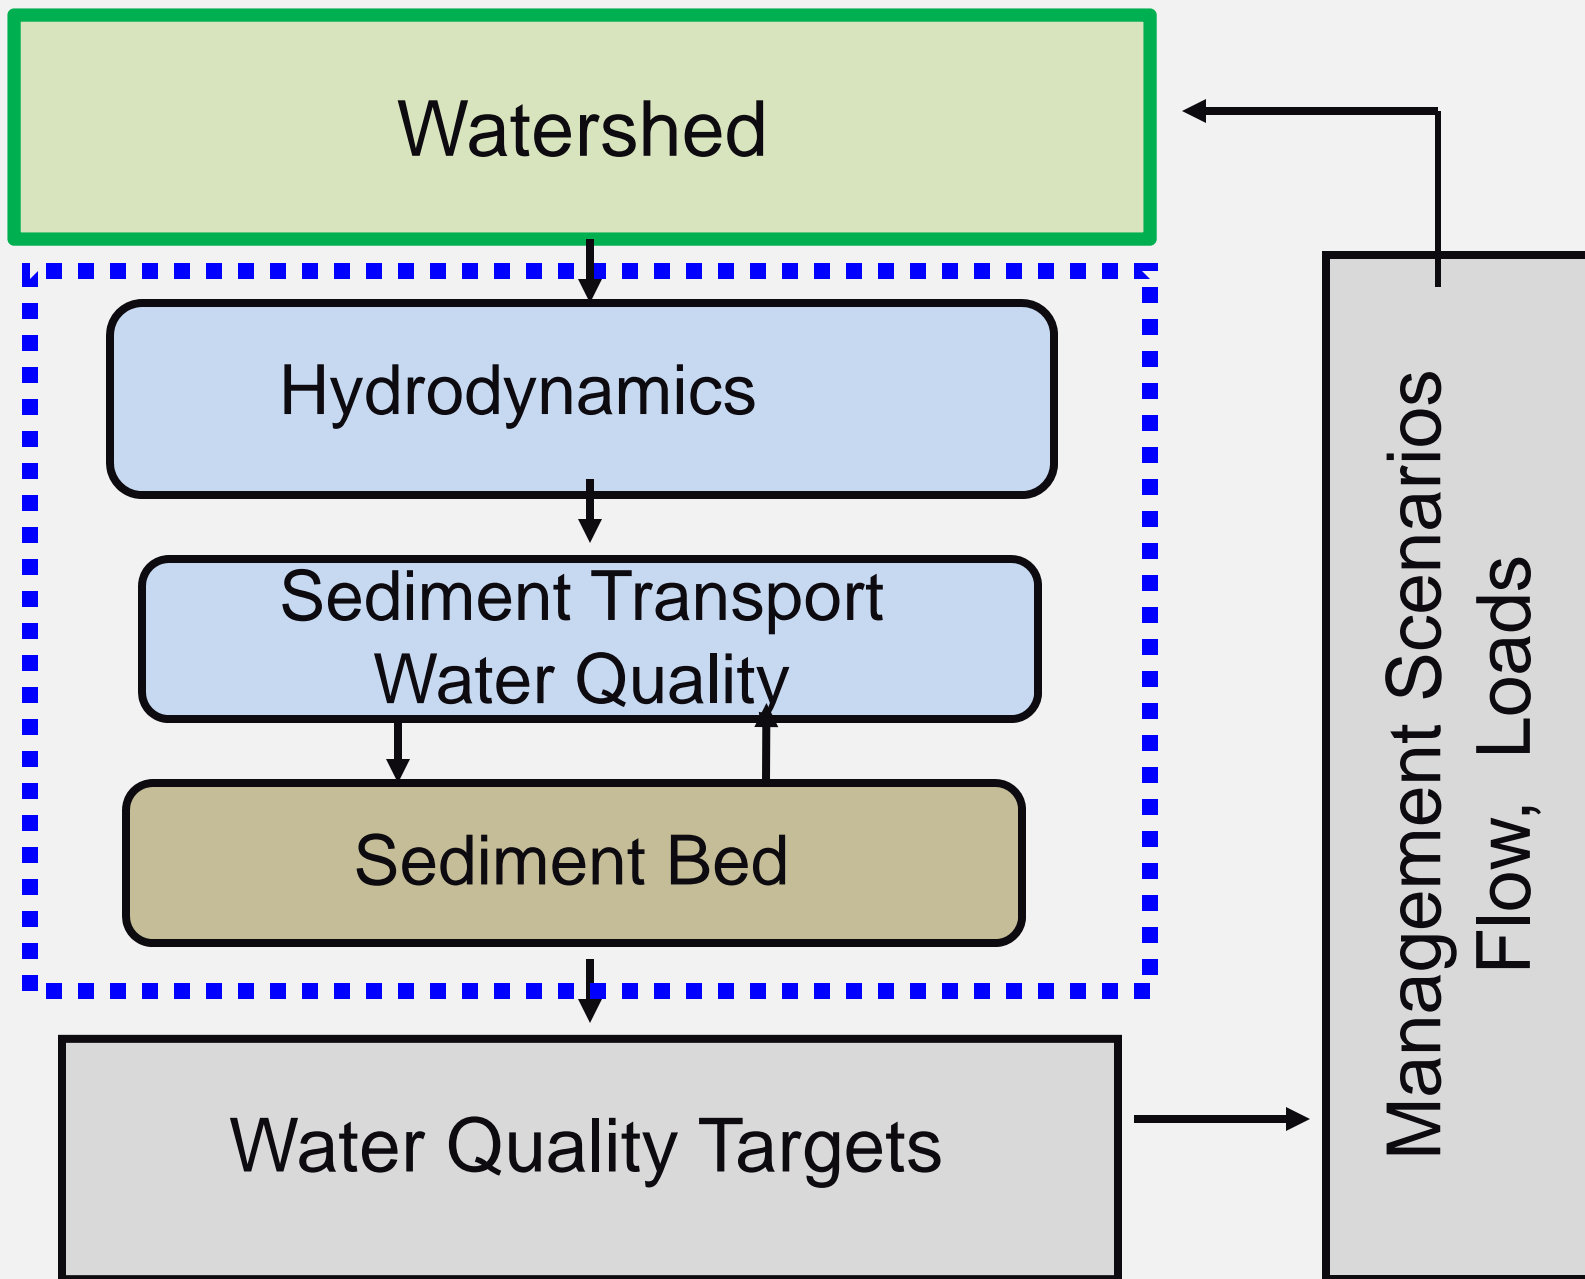 Watershed
Hydrodynamics
Sediment Transport
Water Quality
Sediment Bed
Water Quality Targets
Management Scenarios
Flow, Loads